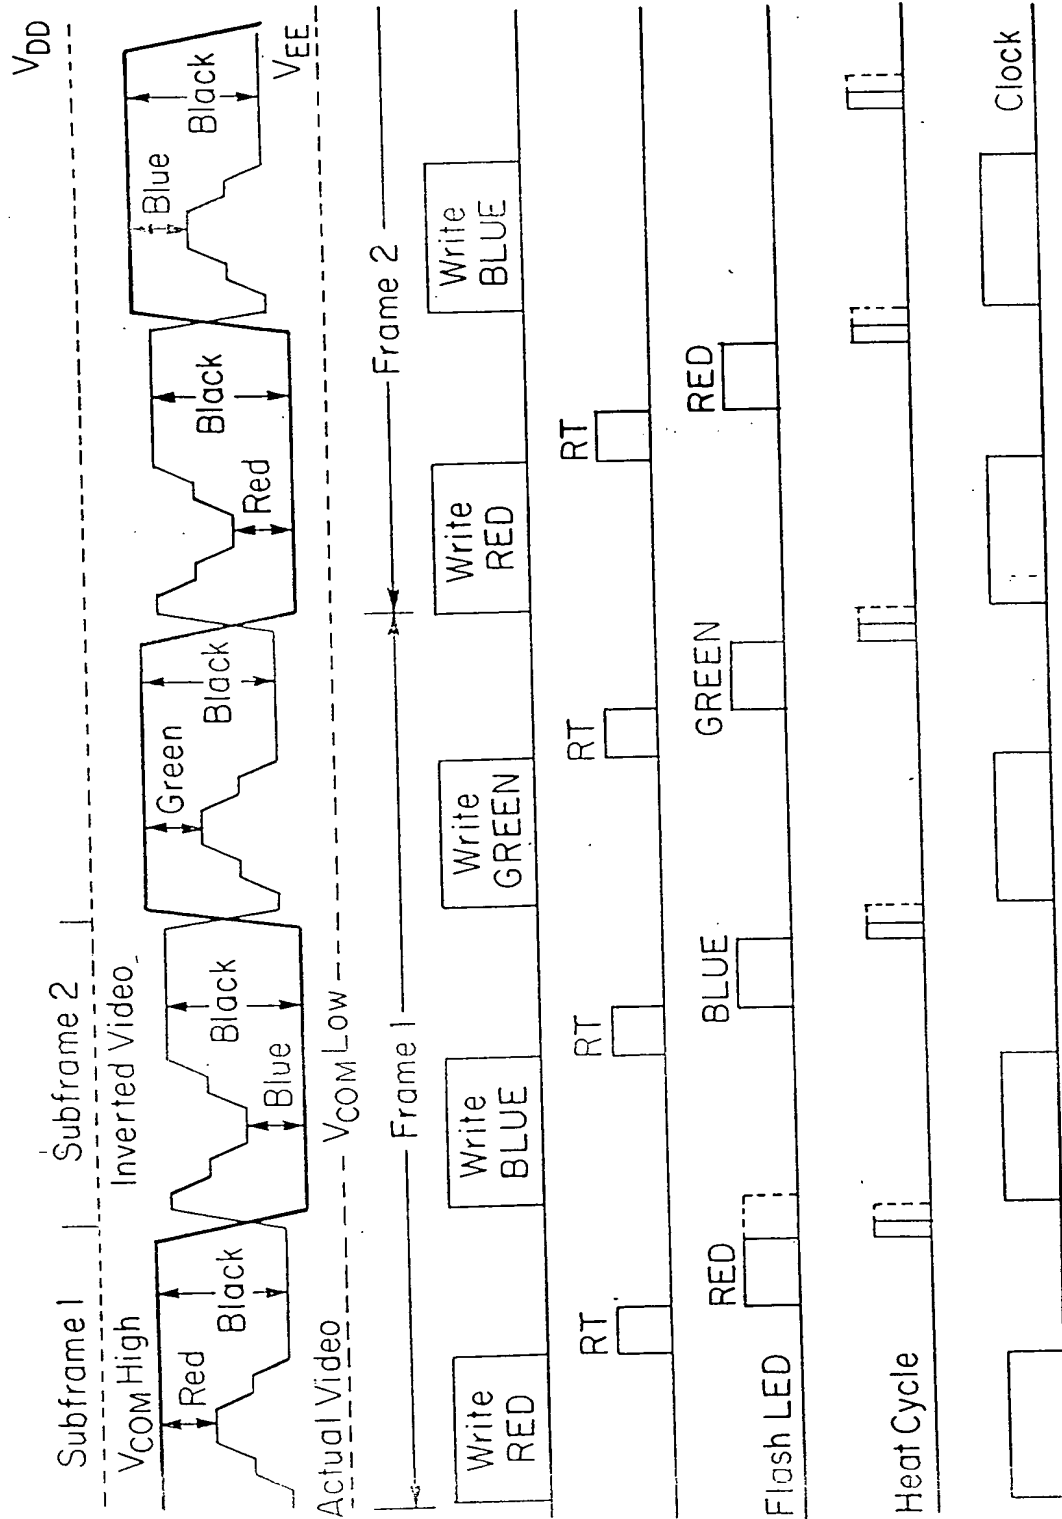 Subframe 1
Subframe 2
V_DD
V_COM High
Inverted Video
Red
Black
Blue
Black
Green
Black
Red
Black
Blue
Black
Actual Video
V_COM Low
V_EE
Frame 1
Frame 2
Write RED
Write BLUE
Write GREEN
Write RED
Write BLUE
RT
RT
RT
RT
RED
BLUE
GREEN
RED
Flash LED
Heat Cycle
Clock